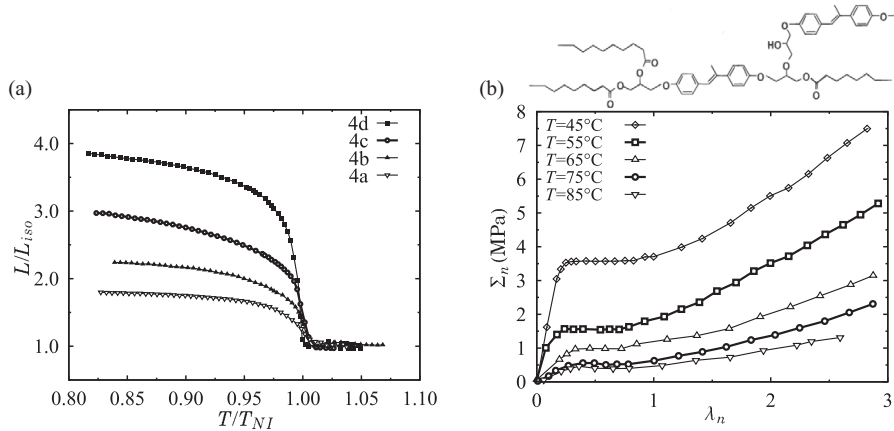 (a)
4d
4c
4b
4a
4.0
3.0
2.0
1.0
L/L_iso
0.80 0.85 0.90 0.95 1.00 1.05 1.10
T/T_NI
(b)
O
O
O
O
HO
O
O
O
O
O
O
O
O
T=45°C
T=55°C
T=65°C
T=75°C
T=85°C
8
7
6
5
4
3
2
1
0
Σn (MPa)
0 1 2 3
λn